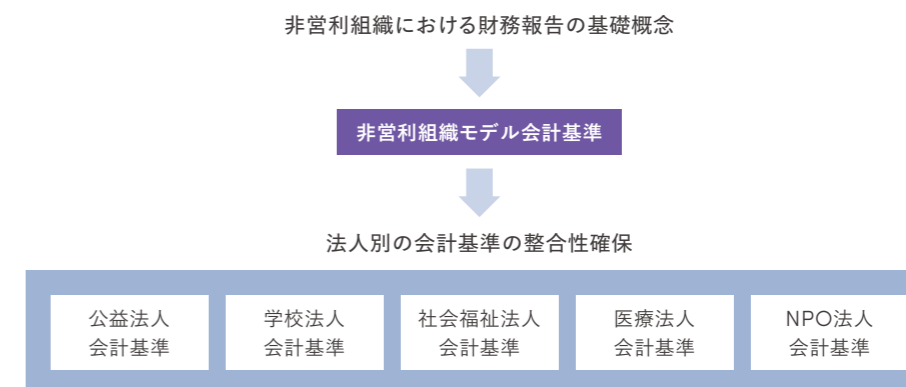 非営利組織における財務報告の基礎概念
非営利組織モデル会計基準
法人別の会計基準の整合性確保
公益法人
会計基準
学校法人
会計基準
社会福祉法人
会計基準
医療法人
会計基準
NPO法人
会計基準